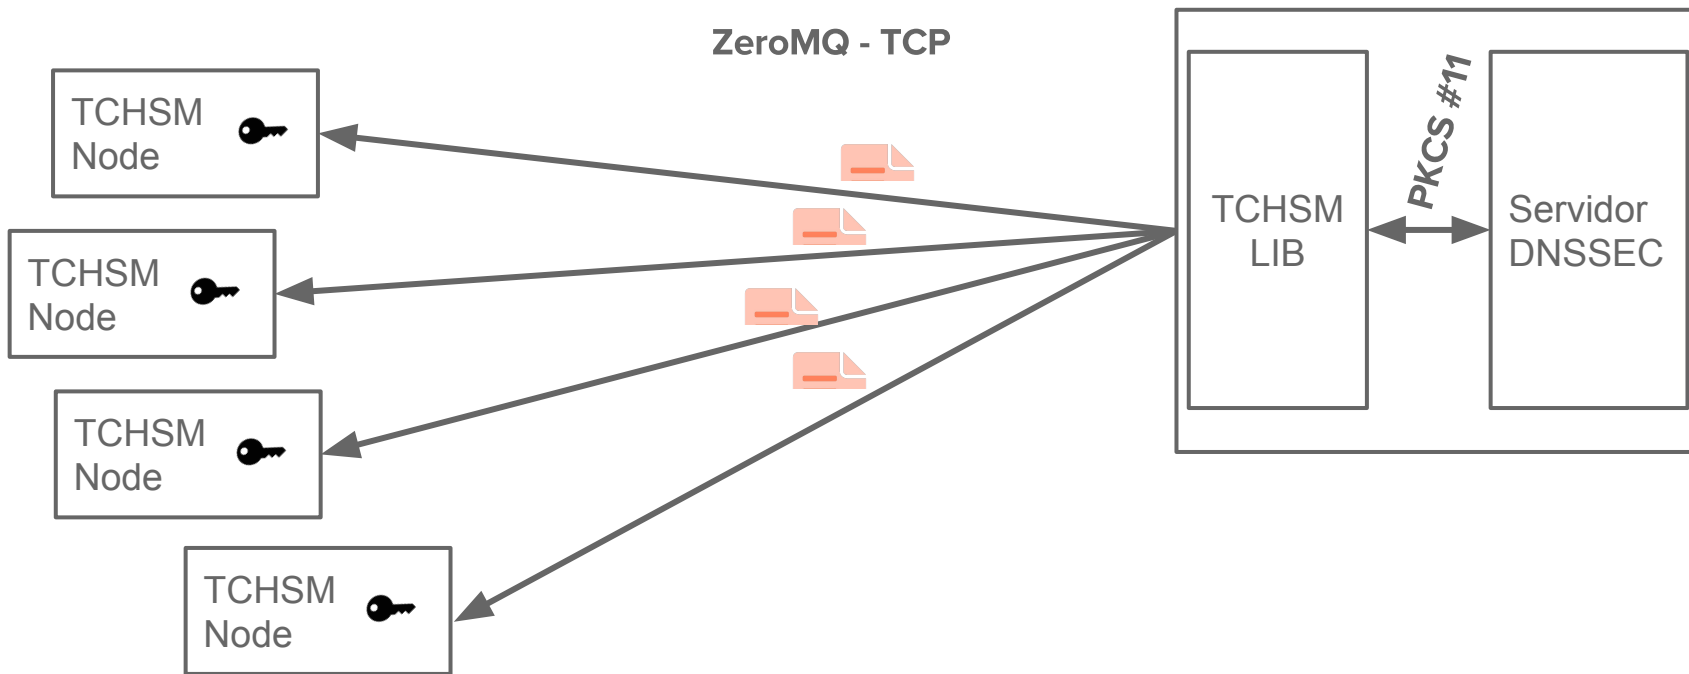 ZeroMQ - TCP
TCHSM
Node
TCHSM
Node
TCHSM
Node
TCHSM
Node
TCHSM
LIB
PKCS #11
Servidor
DNSSEC